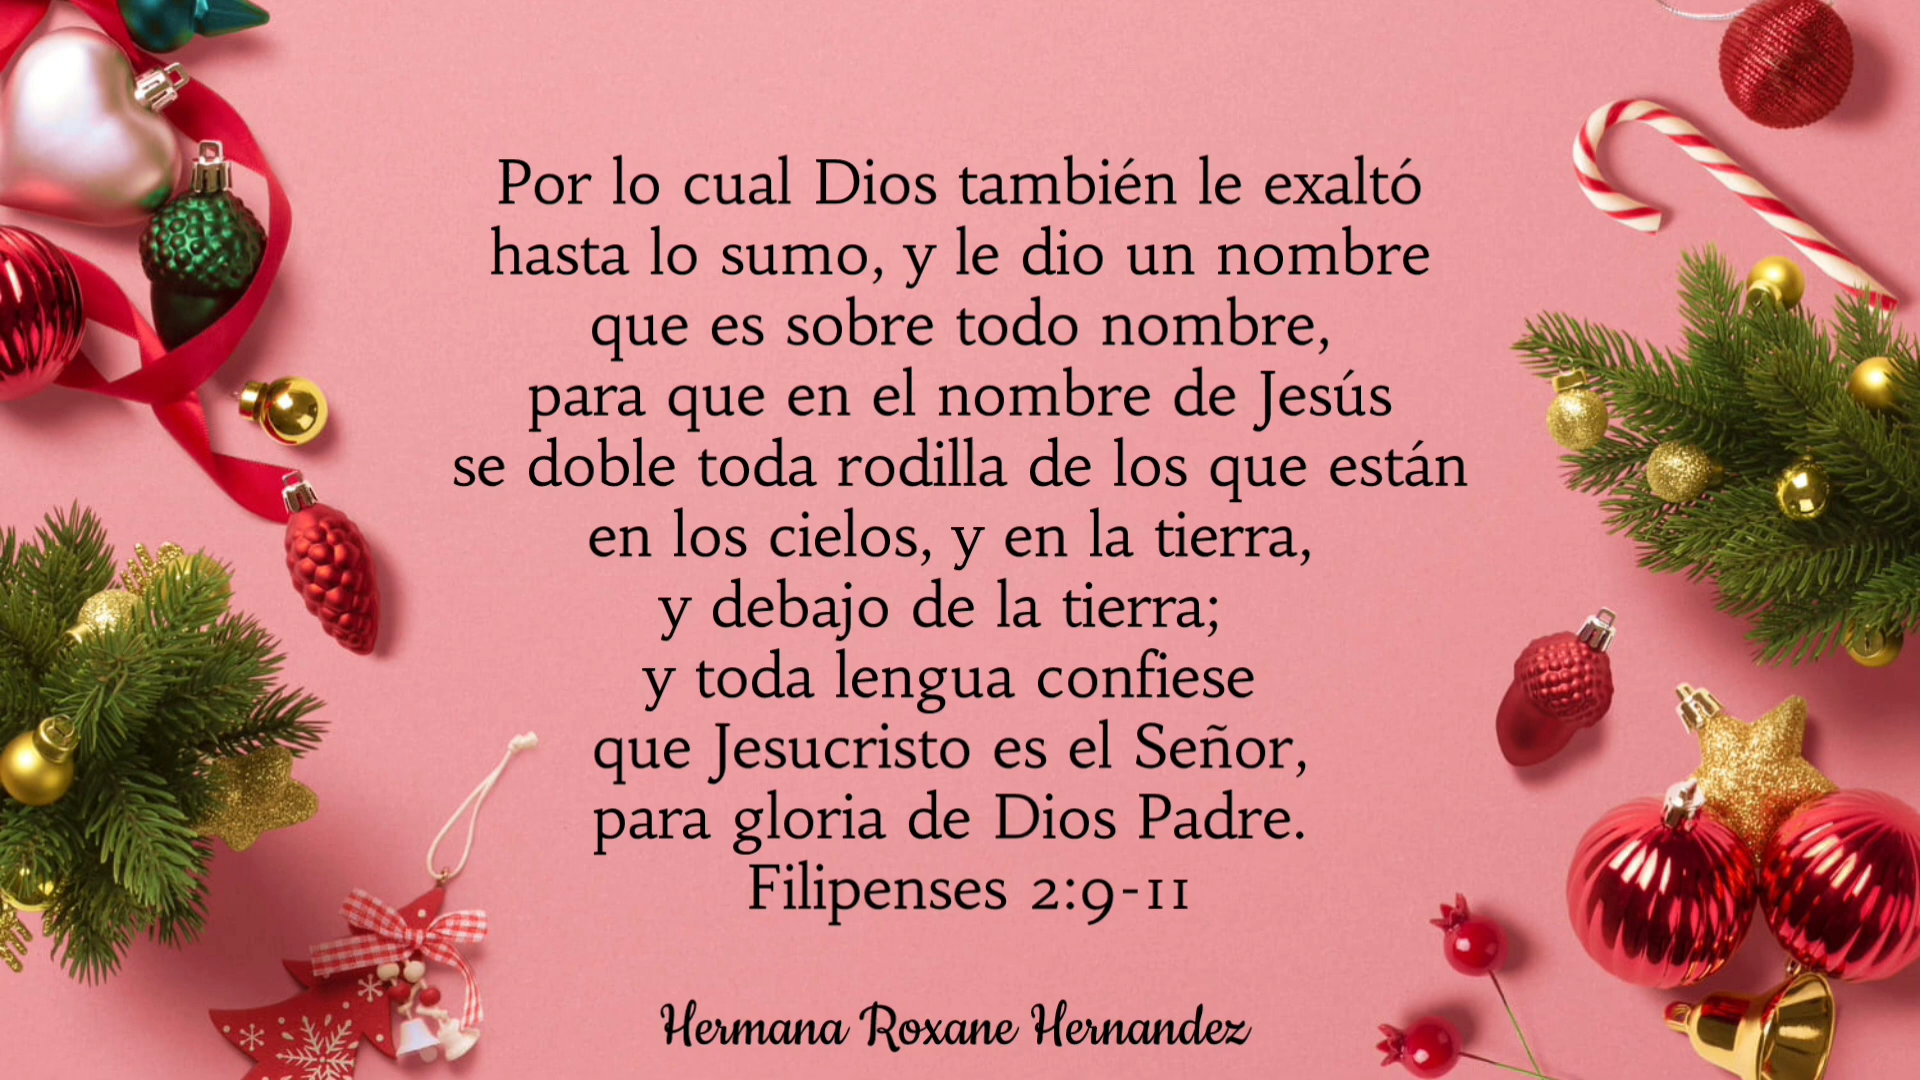 Por lo cual Dios también le exaltó
hasta lo sumo, y le dio un nombre
que es sobre todo nombre,
para que en el nombre de Jesús
se doble toda rodilla de los que están
en los cielos, y en la tierra,
y debajo de la tierra;
y toda lengua confiese
que Jesucristo es el Señor,
para gloria de Dios Padre.
Filipenses 2:9-11
Hermana Roxane Hernandez